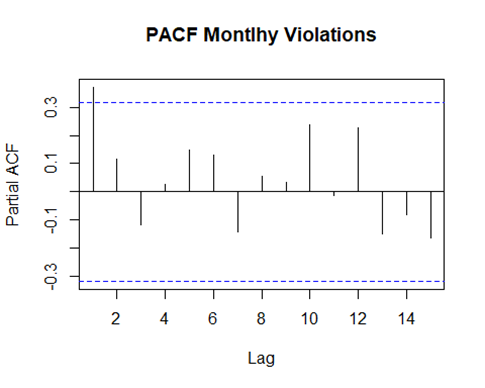 PACF Montlhy Violations
Partial ACF
0.3
0.1
-0.1
-0.3
2 4 6 8 10 12 14
Lag